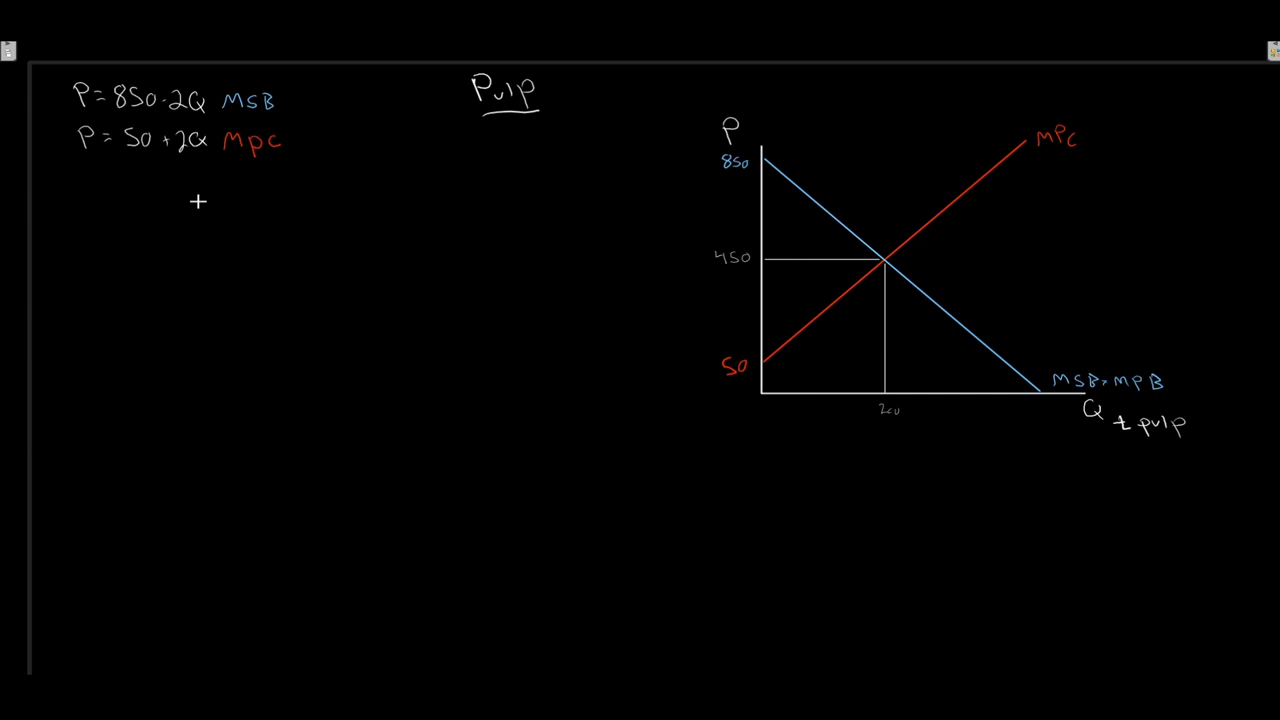 P=850-2Q MSB
P=50+2Q MPC
Pulp
P
850
MPC
450
50
MSB=MPB
200
Q
t pulp